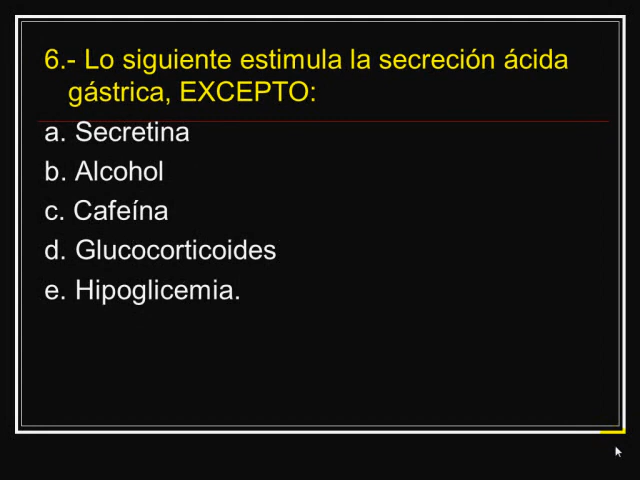 6.- Lo siguiente estimula la secreción ácida
gástrica, EXCEPTO:
a. Secretina
b. Alcohol
c. Cafeína
d. Glucocorticoides
e. Hipoglicemia.